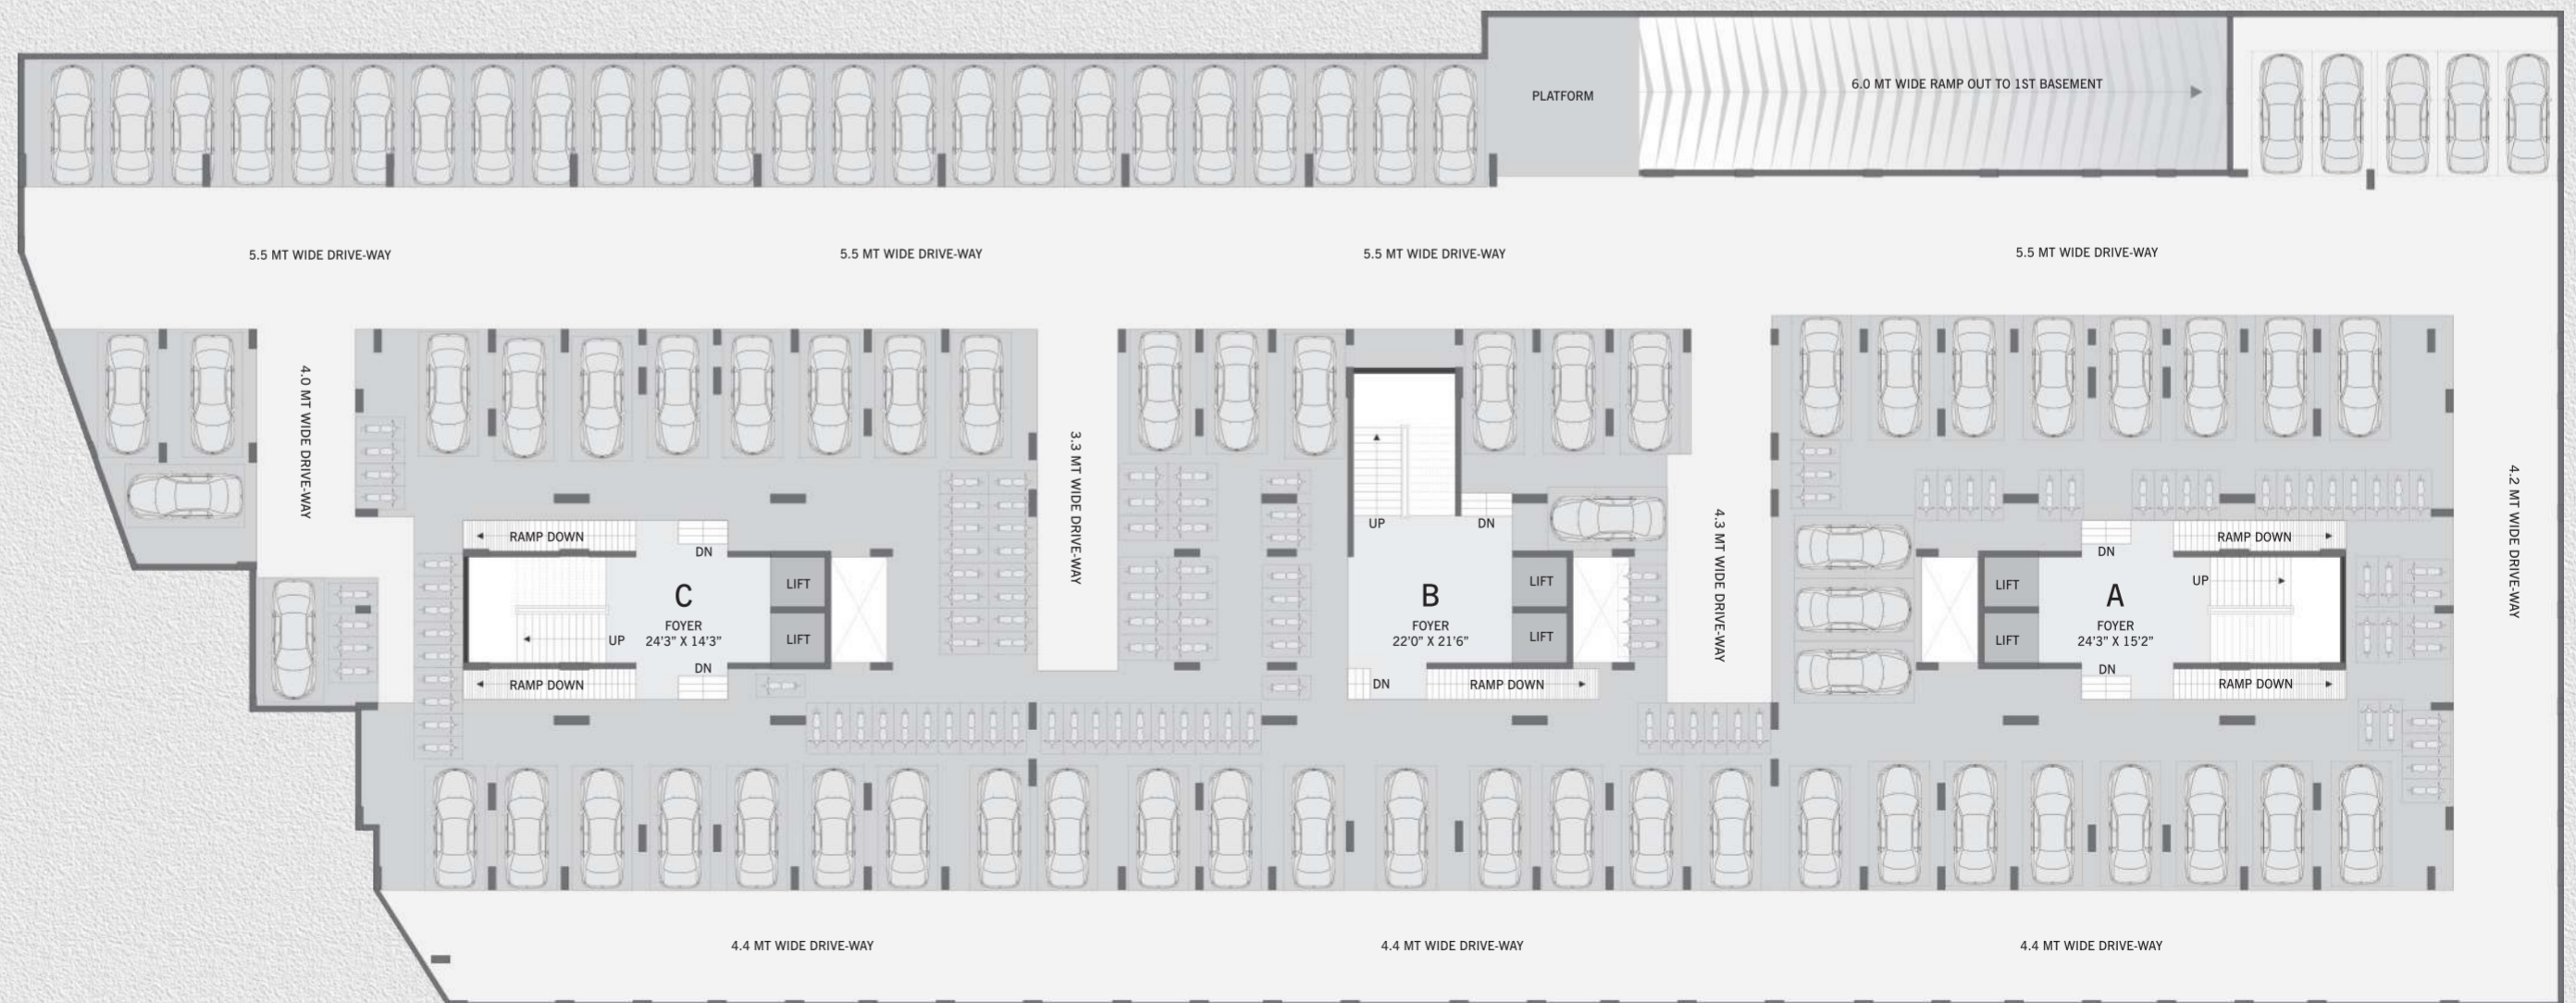 PLATFORM
6.0 MT WIDE RAMP OUT TO 1ST BASEMENT
5.5 MT WIDE DRIVE-WAY
5.5 MT WIDE DRIVE-WAY
5.5 MT WIDE DRIVE-WAY
5.5 MT WIDE DRIVE-WAY
4.0 MT WIDE DRIVE-WAY
3.3 MT WIDE DRIVE-WAY
4.3 MT WIDE DRIVE-WAY
4.2 MT WIDE DRIVE-WAY
RAMP DOWN
DN
LIFT
C
FOYER
24'3" X 14'3"
UP
LIFT
DN
RAMP DOWN
UP
DN
LIFT
B
FOYER
22'0" X 21'6"
LIFT
DN
RAMP DOWN
RAMP DOWN
DN
LIFT
UP
A
FOYER
24'3" X 15'2"
LIFT
DN
RAMP DOWN
4.4 MT WIDE DRIVE-WAY
4.4 MT WIDE DRIVE-WAY
4.4 MT WIDE DRIVE-WAY